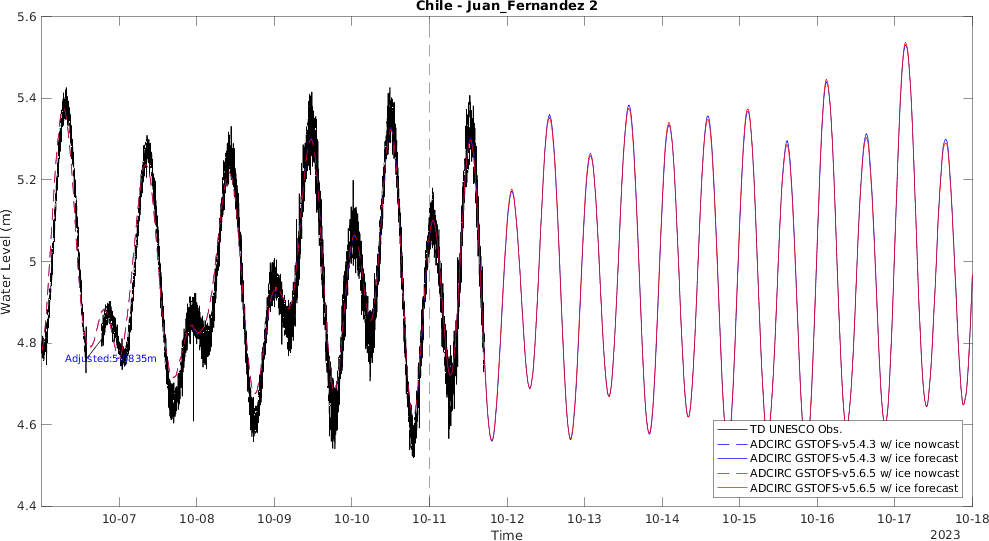 Chile - Juan_Fernandez 2
5.6
5.4
5.2
5
4.8
4.6
4.4
Water Level (m)
TD UNESCO Obs.
ADCIRC GSTOFS-v5.4.3 w/ ice nowcast
ADCIRC GSTOFS-v5.4.3 w/ ice forecast
ADCIRC GSTOFS-v5.6.5 w/ ice nowcast
ADCIRC GSTOFS-v5.6.5 w/ ice forecast
10-07 10-08 10-09 10-10 10-11 10-12 10-13 10-14 10-15 10-16 10-17 10-18
Time
2023